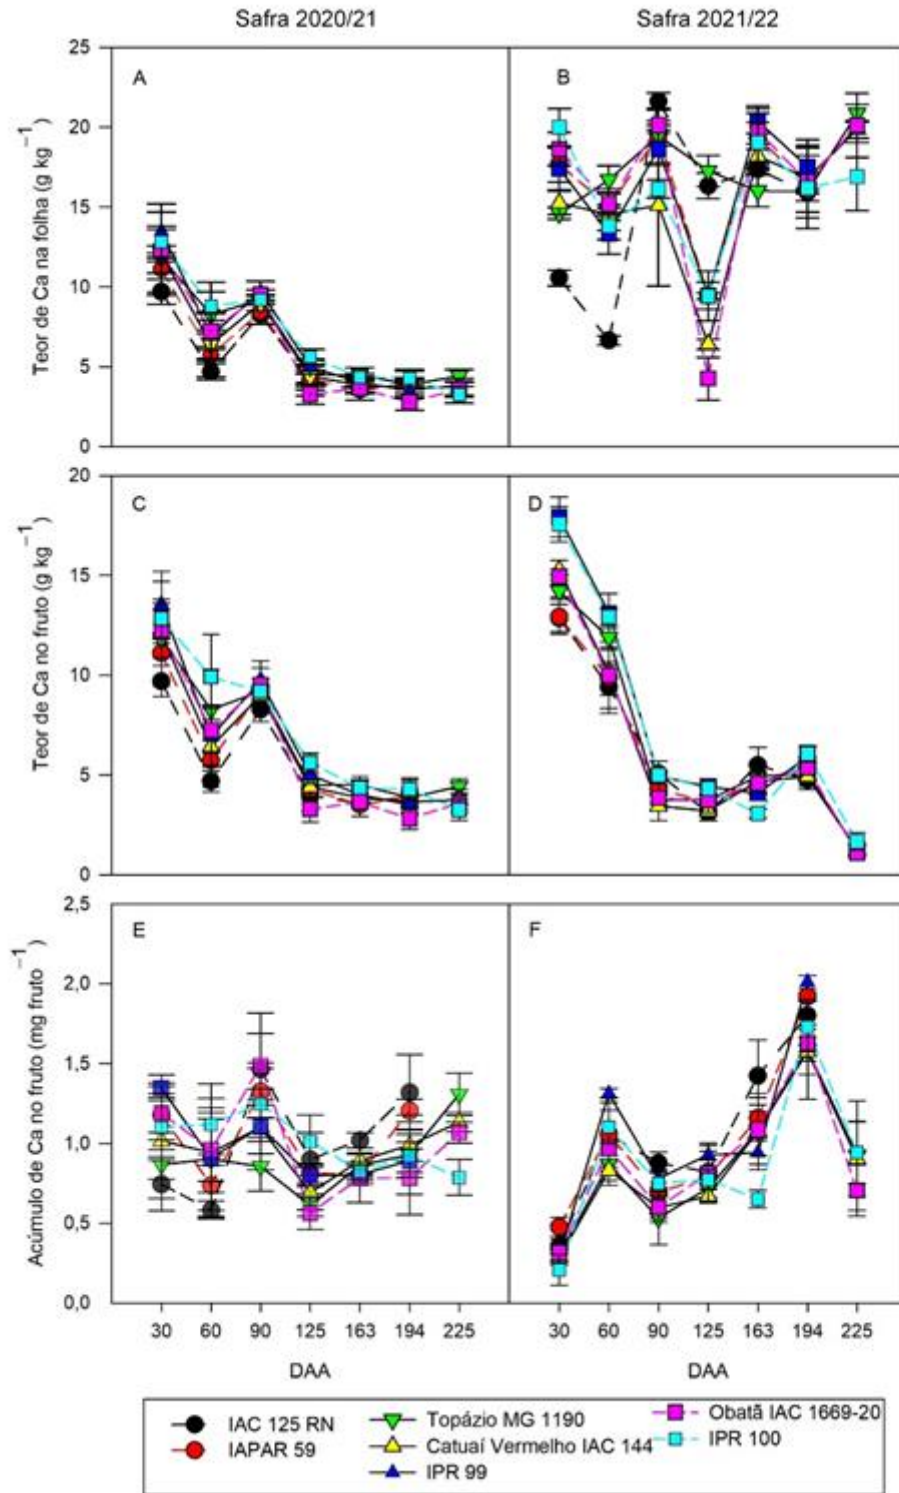 Safra 2020/21
Safra 2021/22
Teor de Ca na folha (g kg⁻¹)
25
20
15
10
5
0
A
B
Teor de Ca no fruto (g kg⁻¹)
20
15
10
5
0
C
D
Acúmulo de Ca no fruto (mg fruto⁻¹)
2,5
2,0
1,5
1,0
0,5
0,0
E
F
30 60 90 125 163 194 225
30 60 90 125 163 194 225
DAA
DAA
IAC 125 RN
IAPAR 59
Topázio MG 1190
Catuaí Vermelho IAC 144
IPR 99
Obatã IAC 1669-20
IPR 100